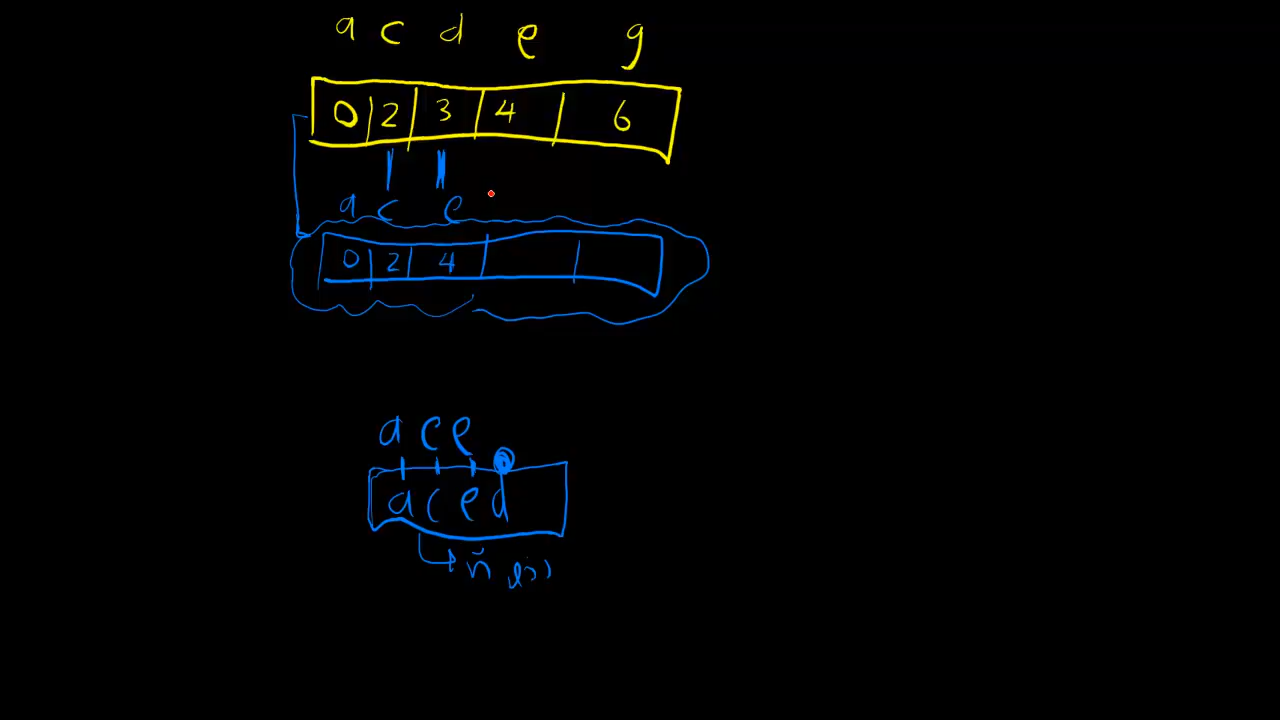 a c d e g
0 2 3 4 6
a c e
0 2 4
a c e
a c e d